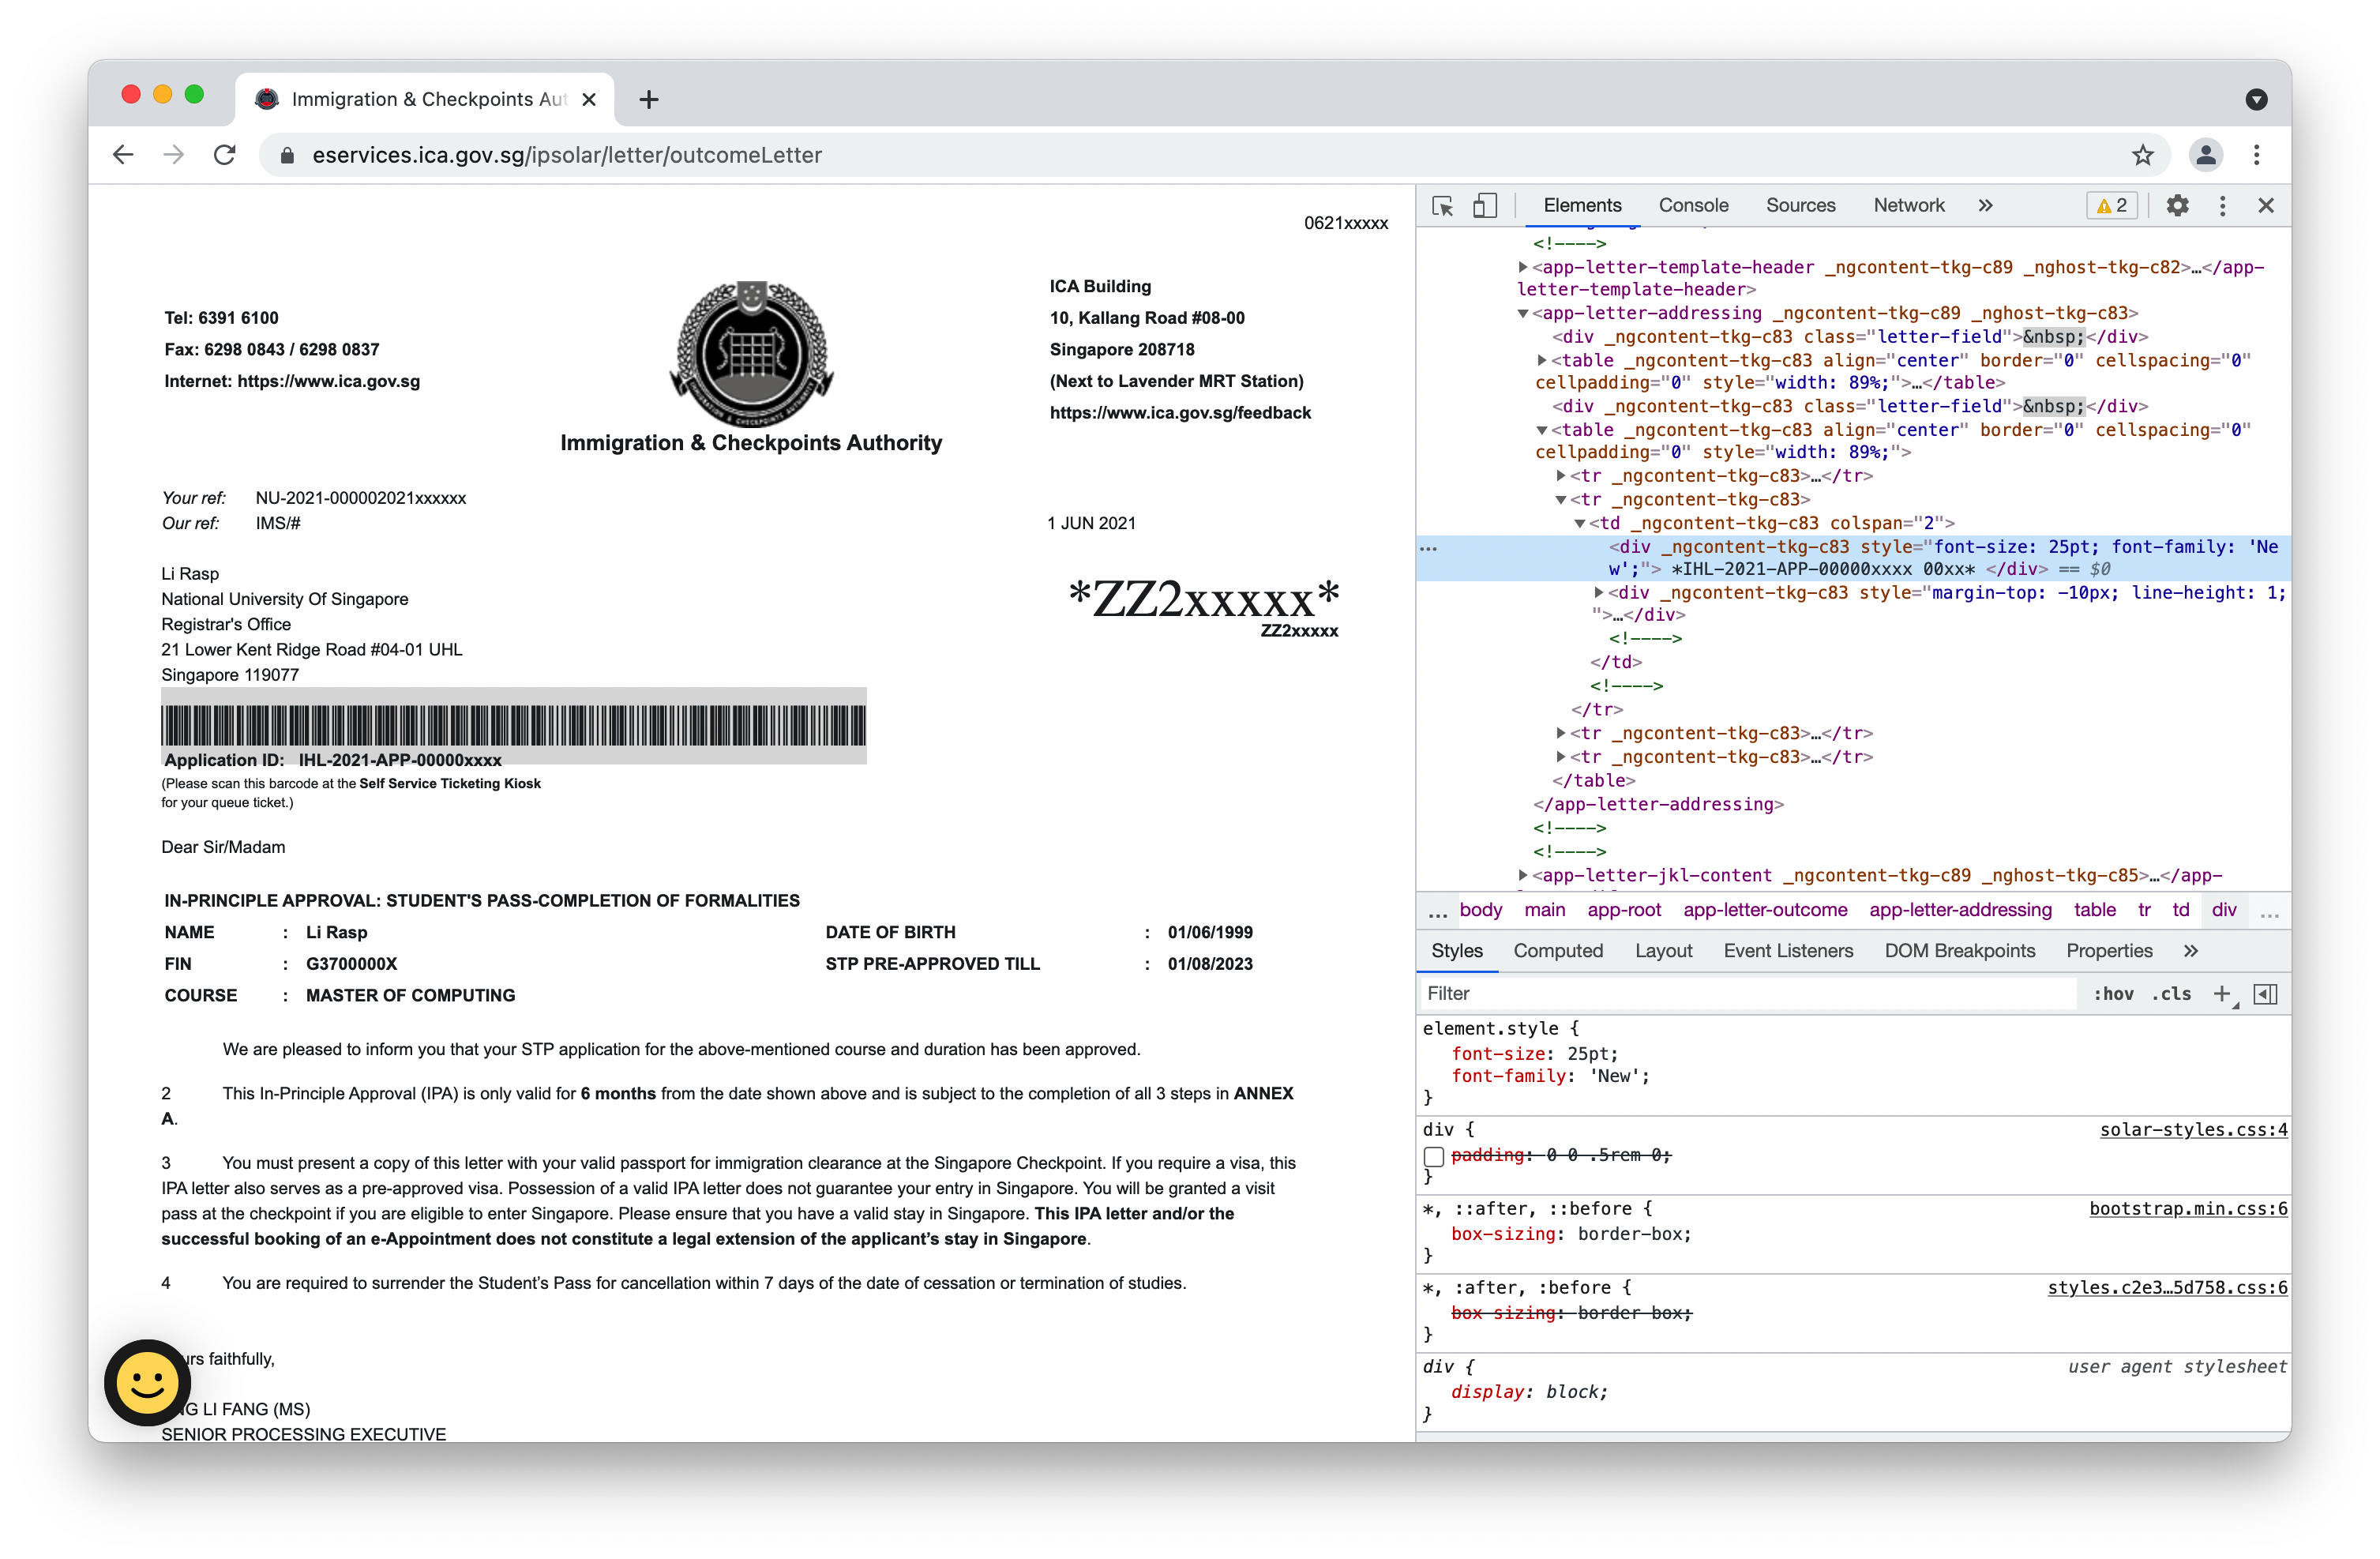 Immigration & Checkpoints Aut
eservices.ica.gov.sg/ipsolar/letter/outcomeLetter
0621xxxxx
Tel: 6391 6100
Fax: 6298 0843 / 6298 0837
Internet: https://www.ica.gov.sg
IMMIGRATION & CHECKPOINTS AUTHORITY
Immigration & Checkpoints Authority
ICA Building
10, Kallang Road #08-00
Singapore 208718
(Next to Lavender MRT Station)
https://www.ica.gov.sg/feedback
Your ref: NU-2021-000002021xxxxxx
Our ref: IMS/#
1 JUN 2021
Li Rasp
National University Of Singapore
Registrar's Office
21 Lower Kent Ridge Road #04-01 UHL
Singapore 119077
*ZZ2xxxxx*
ZZ2xxxxx
Application ID: IHL-2021-APP-00000xxxx
(Please scan this barcode at the Self Service Ticketing Kiosk
for your queue ticket.)
Dear Sir/Madam
IN-PRINCIPLE APPROVAL: STUDENT'S PASS-COMPLETION OF FORMALITIES
NAME : Li Rasp DATE OF BIRTH : 01/06/1999
FIN : G3700000X STP PRE-APPROVED TILL : 01/08/2023
COURSE : MASTER OF COMPUTING
We are pleased to inform you that your STP application for the above-mentioned course and duration has been approved.
2 This In-Principle Approval (IPA) is only valid for 6 months from the date shown above and is subject to the completion of all 3 steps in ANNEX
A.
3 You must present a copy of this letter with your valid passport for immigration clearance at the Singapore Checkpoint. If you require a visa, this
IPA letter also serves as a pre-approved visa. Possession of a valid IPA letter does not guarantee your entry in Singapore. You will be granted a visit
pass at the checkpoint if you are eligible to enter Singapore. Please ensure that you have a valid stay in Singapore. This IPA letter and/or the
successful booking of an e-Appointment does not constitute a legal extension of the applicant’s stay in Singapore.
4 You are required to surrender the Student’s Pass for cancellation within 7 days of the date of cessation or termination of studies.
urs faithfully,
G LI FANG (MS)
SENIOR PROCESSING EXECUTIVE
Elements Console Sources Network » 2
<!---->
<app-letter-template-header _ngcontent-tkg-c89 _nghost-tkg-c82>…</app-
letter-template-header>
<app-letter-addressing _ngcontent-tkg-c89 _nghost-tkg-c83>
<div _ngcontent-tkg-c83 class="letter-field">&nbsp;</div>
<table _ngcontent-tkg-c83 align="center" border="0" cellspacing="0"
cellpadding="0" style="width: 89%;">…</table>
<div _ngcontent-tkg-c83 class="letter-field">&nbsp;</div>
<table _ngcontent-tkg-c83 align="center" border="0" cellspacing="0"
cellpadding="0" style="width: 89%;">
<tr _ngcontent-tkg-c83>…</tr>
<tr _ngcontent-tkg-c83>
<td _ngcontent-tkg-c83 colspan="2">
… <div _ngcontent-tkg-c83 style="font-size: 25pt; font-family: 'Ne
w';"> *IHL-2021-APP-00000xxxx 00xx* </div> == $0
<div _ngcontent-tkg-c83 style="margin-top: -10px; line-height: 1;
">…</div>
<!---->
</td>
<!---->
</tr>
<tr _ngcontent-tkg-c83>…</tr>
<tr _ngcontent-tkg-c83>…</tr>
</table>
</app-letter-addressing>
<!---->
<!---->
<app-letter-jkl-content _ngcontent-tkg-c89 _nghost-tkg-c85>…</app-
… body main app-root app-letter-outcome app-letter-addressing table tr td div …
Styles Computed Layout Event Listeners DOM Breakpoints Properties »
Filter :hov .cls +
element.style {
font-size: 25pt;
font-family: 'New';
}
div { solar-styles.css:4
padding: 0 0 .5rem 0;
}
*, ::after, ::before { bootstrap.min.css:6
box-sizing: border-box;
}
*, :after, :before { styles.c2e3…5d758.css:6
box-sizing: border-box;
}
div { user agent stylesheet
display: block;
}